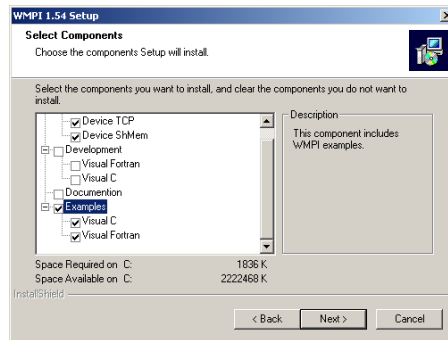 WMPI 1.54 Setup
Select Components
Choose the components Setup will install.
Select the components you want to install, and clear the components you do not want to
install.
Device TCP
Device ShMem
Development
Visual Fortran
Visual C
Documention
Examples
Visual C
Visual Fortran
Description
This component includes
WMPI examples.
Space Required on C: 1836 K
Space Available on C: 2222468 K
InstallShield
< Back Next > Cancel